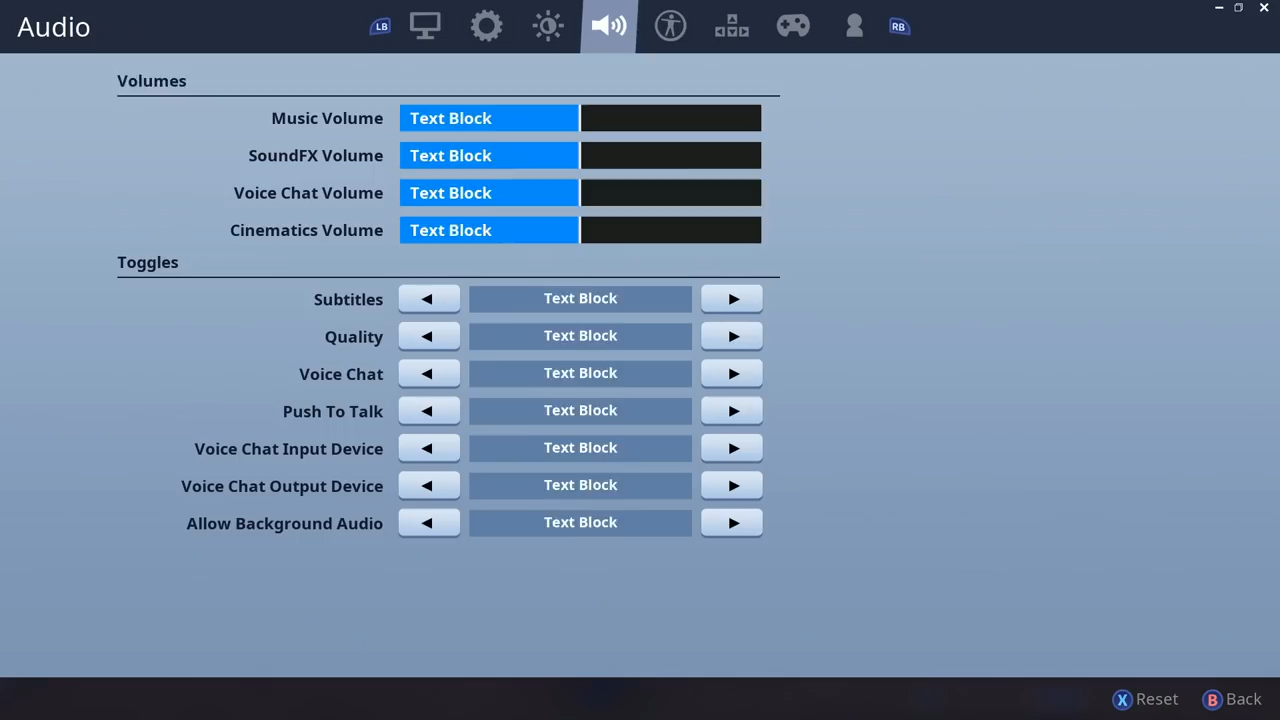 Audio
LB
RB
Volumes
Music Volume Text Block
SoundFX Volume Text Block
Voice Chat Volume Text Block
Cinematics Volume Text Block
Toggles
Subtitles Text Block
Quality Text Block
Voice Chat Text Block
Push To Talk Text Block
Voice Chat Input Device Text Block
Voice Chat Output Device Text Block
Allow Background Audio Text Block
X Reset B Back